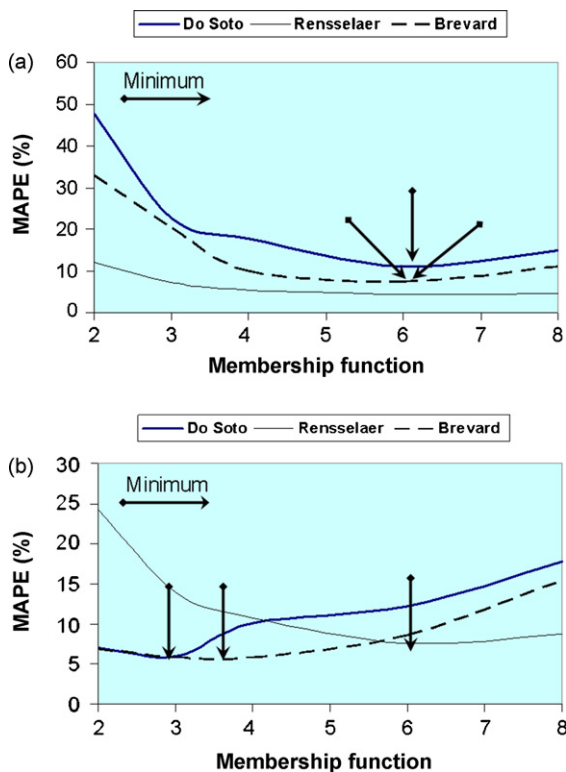 Do Soto Rensselaer Brevard
(a)
Minimum
MAPE (%)
60
50
40
30
20
10
0
2 3 4 5 6 7 8
Membership function
Do Soto Rensselaer Brevard
(b)
Minimum
MAPE (%)
30
25
20
15
10
5
0
2 3 4 5 6 7 8
Membership function